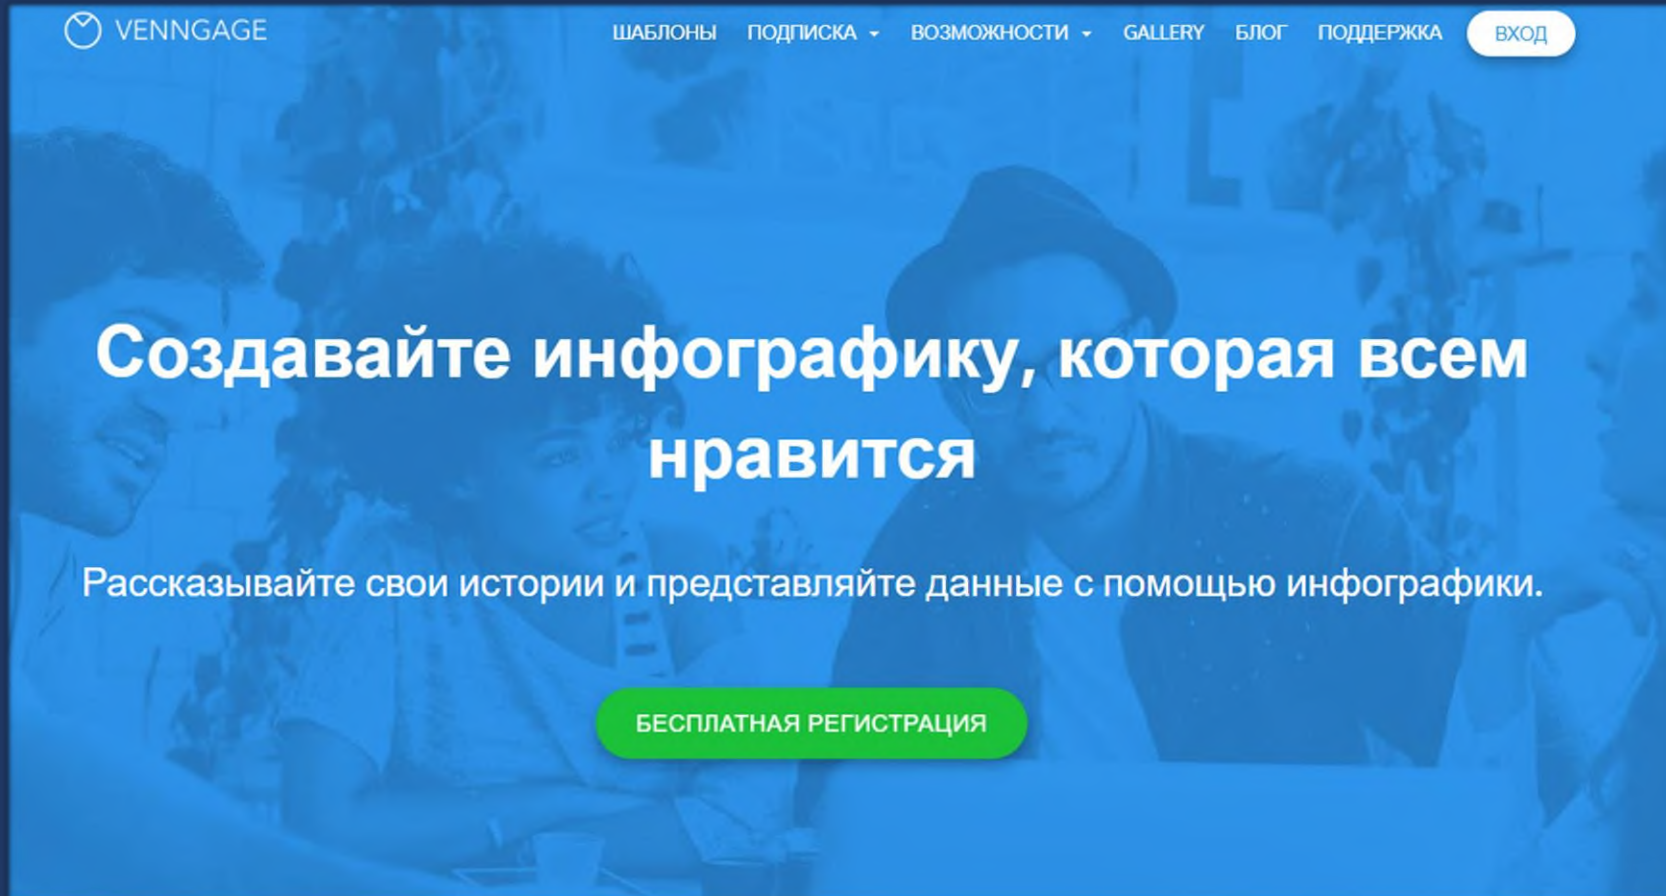 VENNGAGE
ШАБЛОНЫ ПОДПИСКА ВОЗМОЖНОСТИ GALLERY БЛОГ ПОДДЕРЖКА ВХОД
Создавайте инфографику, которая всем
нравится
Рассказывайте свои истории и представляйте данные с помощью инфографики.
БЕСПЛАТНАЯ РЕГИСТРАЦИЯ